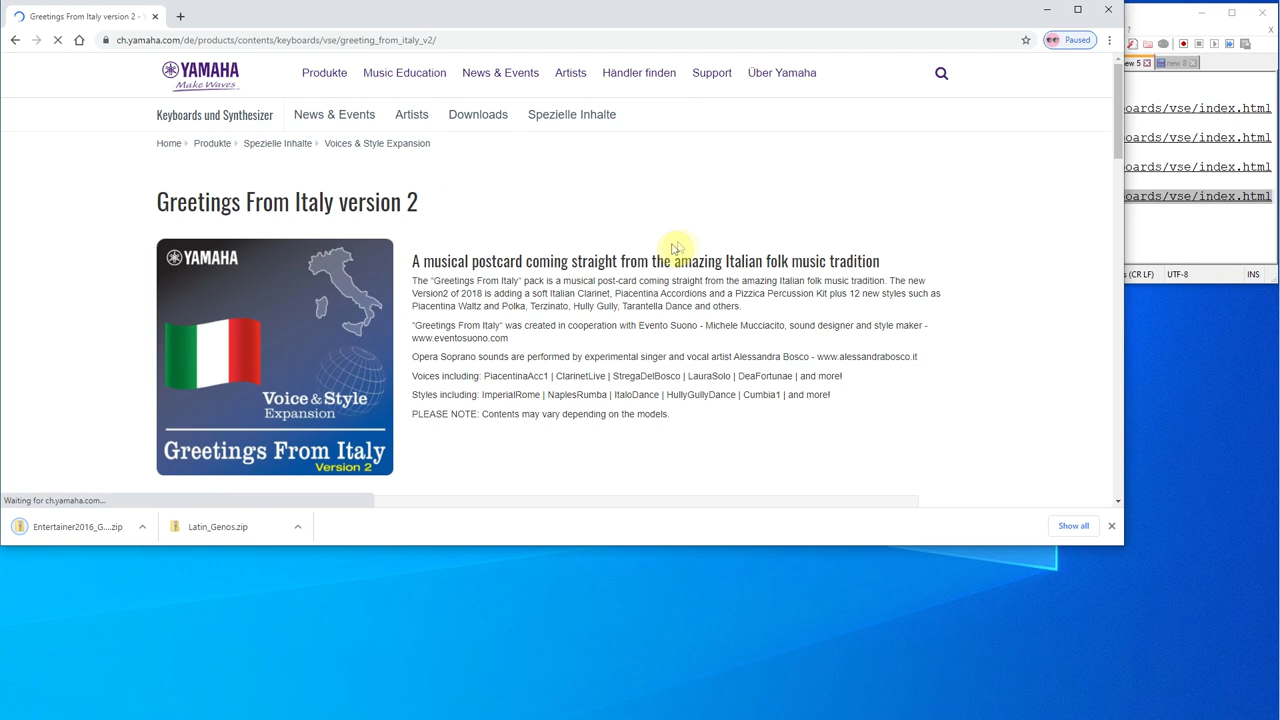 Greetings From Italy version 2 - Y
ch.yamaha.com/de/products/contents/keyboards/vse/greeting_from_italy_v2/
Paused
YAMAHA
Make Waves
Produkte Music Education News & Events Artists Händler finden Support Über Yamaha
Keyboards und Synthesizer News & Events Artists Downloads Spezielle Inhalte
Home Produkte Spezielle Inhalte Voices & Style Expansion
Greetings From Italy version 2
YAMAHA
Voice & Style
Expansion
Greetings From Italy
Version 2
A musical postcard coming straight from the amazing Italian folk music tradition
The “Greetings From Italy” pack is a musical post-card coming straight from the amazing Italian folk music tradition. The new
Version2 of 2018 is adding a soft Italian Clarinet, Piacentina Accordions and a Pizzica Percussion Kit plus 12 new styles such as
Piacentina Waltz and Polka, Terzinato, Hully Gully, Tarantella Dance and others.
“Greetings From Italy” was created in cooperation with Evento Suono - Michele Mucciacito, sound designer and style maker -
www.eventosuono.com
Opera Soprano sounds are performed by experimental singer and vocal artist Alessandra Bosco - www.alessandrabosco.it
Voices including: PiacentinaAcc1 | ClarinetLive | StregaDelBosco | LauraSolo | DeaFortunae | and more!
Styles including: ImperialRome | NaplesRumba | ItaloDance | HullyGullyDance | Cumbia1 | and more!
PLEASE NOTE: Contents may vary depending on the models.
Waiting for ch.yamaha.com...
Entertainer2016_G....zip Latin_Genos.zip Show all
?
X
new 5 new 8
oards/vse/index.html
oards/vse/index.html
oards/vse/index.html
oards/vse/index.html
s (CR LF) UTF-8 INS